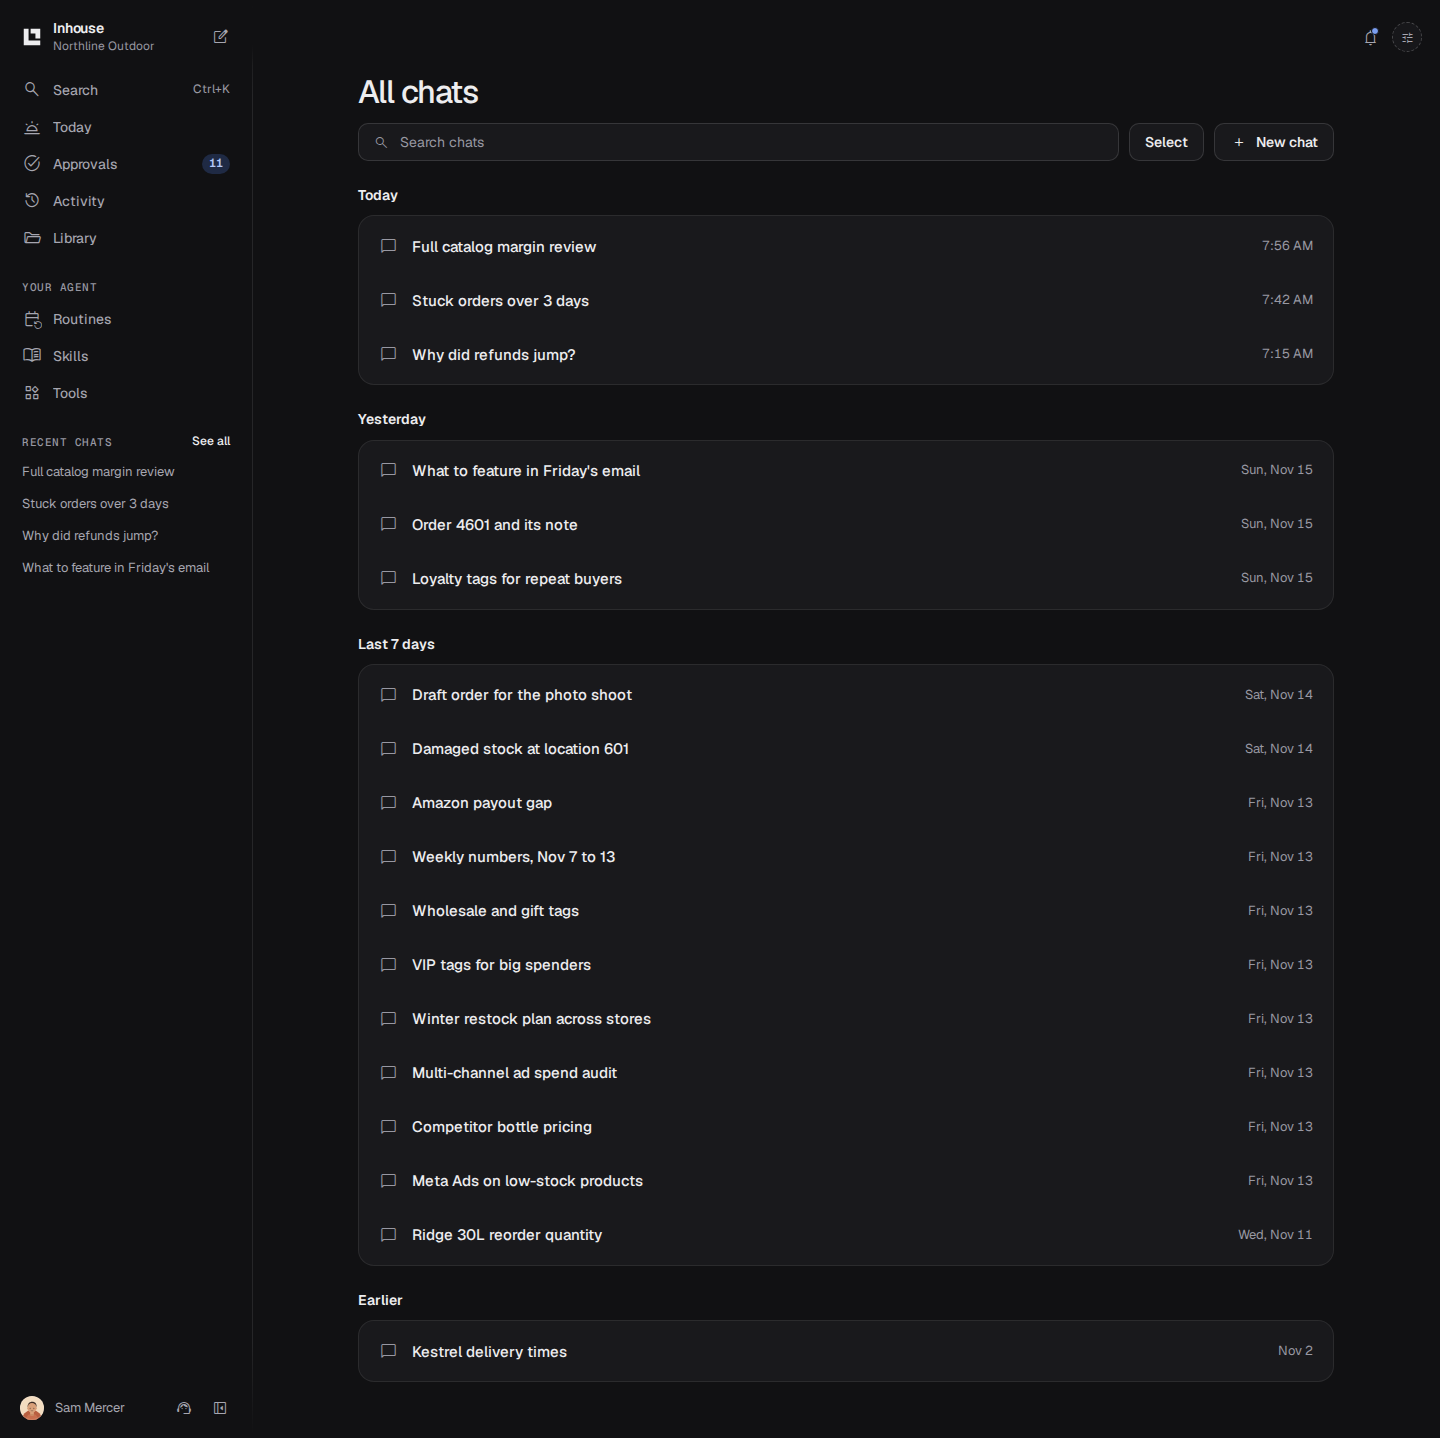 Inhouse
Northline Outdoor
Search Ctrl+K
Today
Approvals 11
Activity
Library
YOUR AGENT
Routines
Skills
Tools
RECENT CHATS See all
Full catalog margin review
Stuck orders over 3 days
Why did refunds jump?
What to feature in Friday's email
Sam Mercer
All chats
Search chats Select + New chat
Today
Full catalog margin review 7:56 AM
Stuck orders over 3 days 7:42 AM
Why did refunds jump? 7:15 AM
Yesterday
What to feature in Friday's email Sun, Nov 15
Order 4601 and its note Sun, Nov 15
Loyalty tags for repeat buyers Sun, Nov 15
Last 7 days
Draft order for the photo shoot Sat, Nov 14
Damaged stock at location 601 Sat, Nov 14
Amazon payout gap Fri, Nov 13
Weekly numbers, Nov 7 to 13 Fri, Nov 13
Wholesale and gift tags Fri, Nov 13
VIP tags for big spenders Fri, Nov 13
Winter restock plan across stores Fri, Nov 13
Multi-channel ad spend audit Fri, Nov 13
Competitor bottle pricing Fri, Nov 13
Meta Ads on low-stock products Fri, Nov 13
Ridge 30L reorder quantity Wed, Nov 11
Earlier
Kestrel delivery times Nov 2